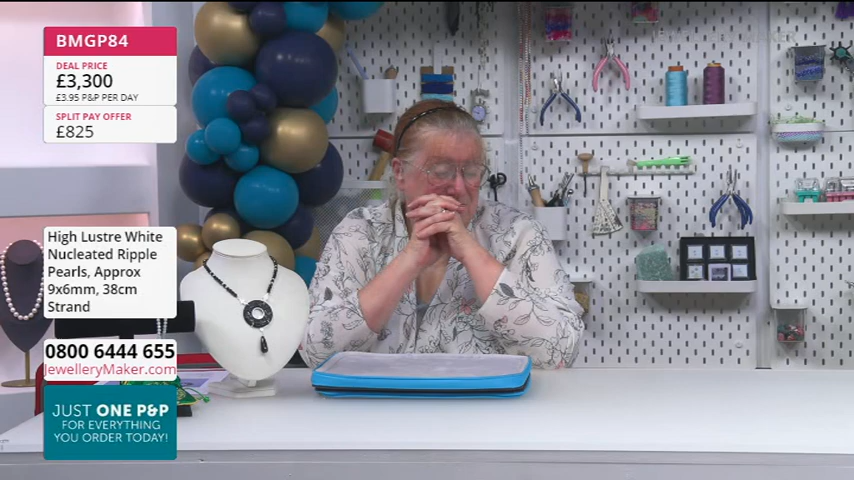 BMGP84
DEAL PRICE
£3,300
£3.95 P&P PER DAY
SPLIT PAY OFFER
£825
High Lustre White
Nucleated Ripple
Pearls, Approx
9x6mm, 38cm
Strand
0800 6444 655
JewelleryMaker.com
JUST ONE P&P
FOR EVERYTHING
YOU ORDER TODAY!